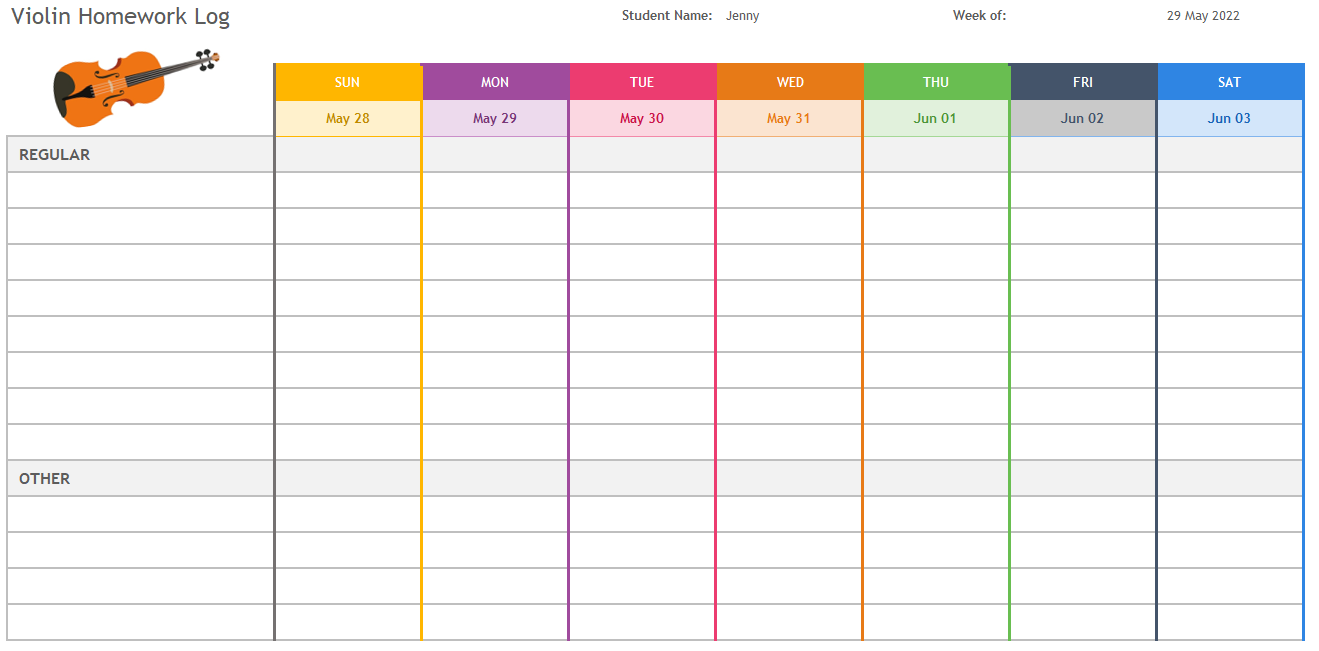 Violin Homework Log Student Name: Jenny Week of: 29 May 2022
SUN MON TUE WED THU FRI SAT
May 28 May 29 May 30 May 31 Jun 01 Jun 02 Jun 03
REGULAR
OTHER